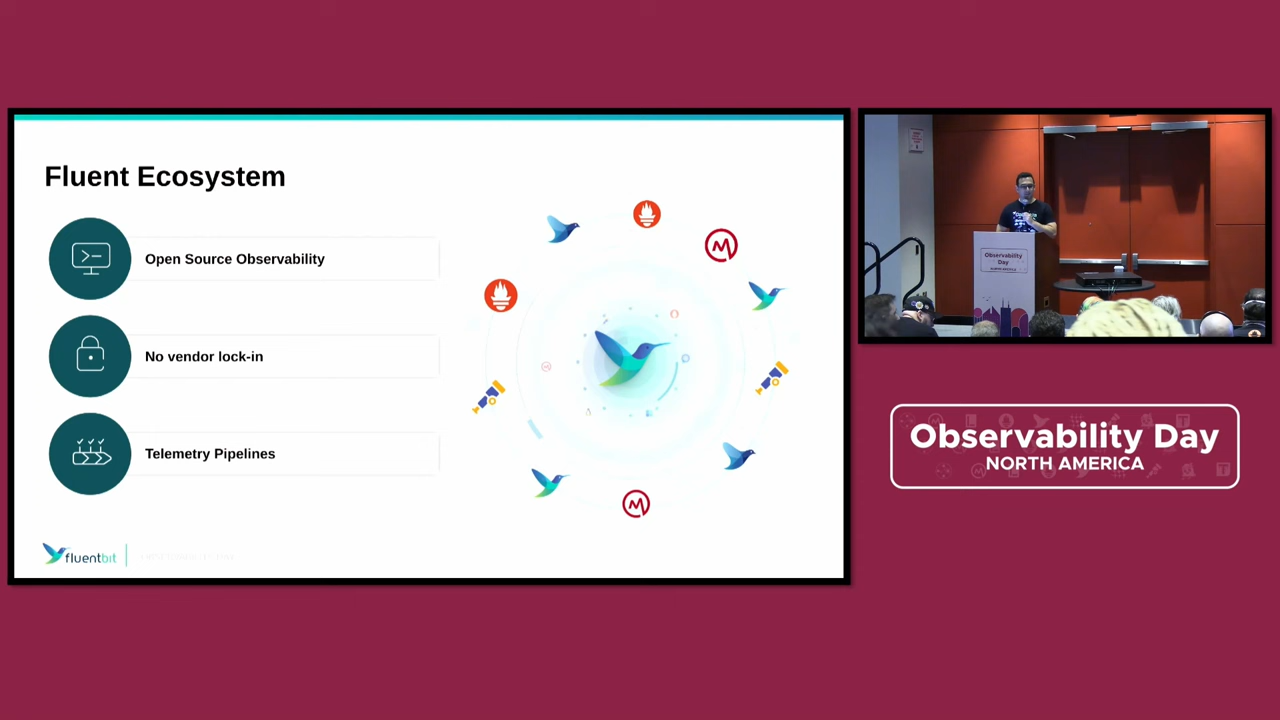 Fluent Ecosystem
Open Source Observability
No vendor lock-in
Telemetry Pipelines
fluentbit
Observability
Day
Observability Day
NORTH AMERICA